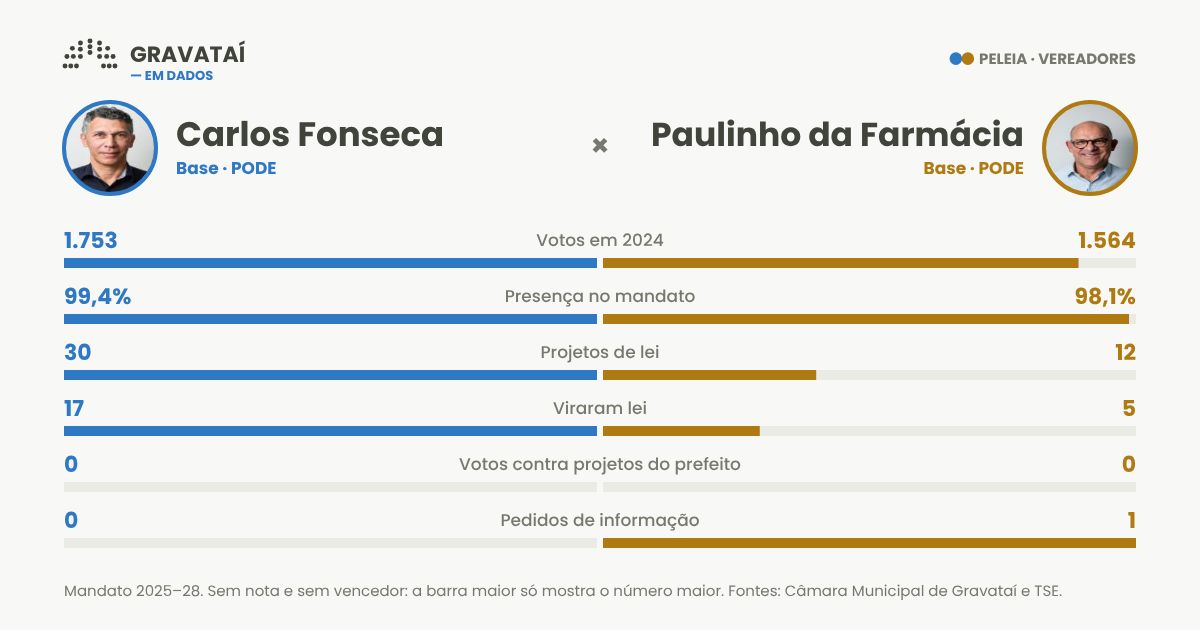 GRAVATAÍ
— EM DADOS
PELEIA · VEREADORES
Carlos Fonseca
Base · PODE
×
Paulinho da Farmácia
Base · PODE
1.753 Votos em 2024 1.564
99,4% Presença no mandato 98,1%
30 Projetos de lei 12
17 Viraram lei 5
0 Votos contra projetos do prefeito 0
0 Pedidos de informação 1
Mandato 2025–28. Sem nota e sem vencedor: a barra maior só mostra o número maior. Fontes: Câmara Municipal de Gravataí e TSE.